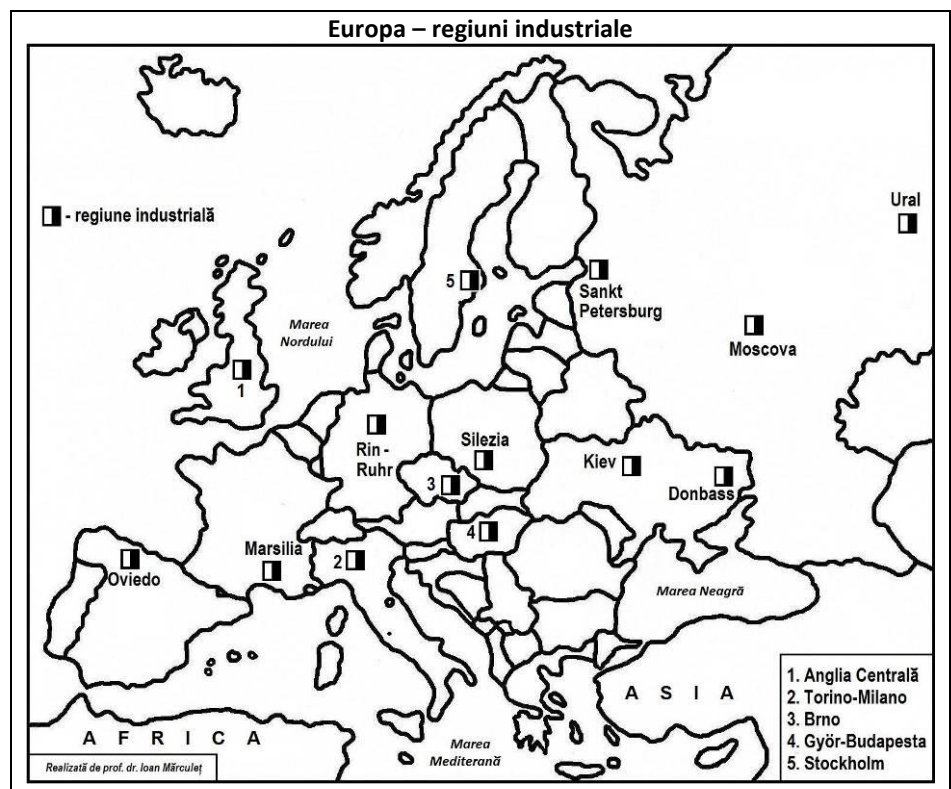 Europa – regiuni industriale
- regiune industrială
Ural
5
Sankt
Petersburg
Marea
Nordului
Moscova
1
Rin -
Ruhr
Silezia
Kiev
3
Donbass
4
Marsilia
2
Oviedo
Marea Neagră
A S I A
A F R I C A
Marea
Mediterană
1. Anglia Centrală
2. Torino-Milano
3. Brno
4. Györ-Budapesta
5. Stockholm
Realizată de prof. dr. Ioan Mărculeț